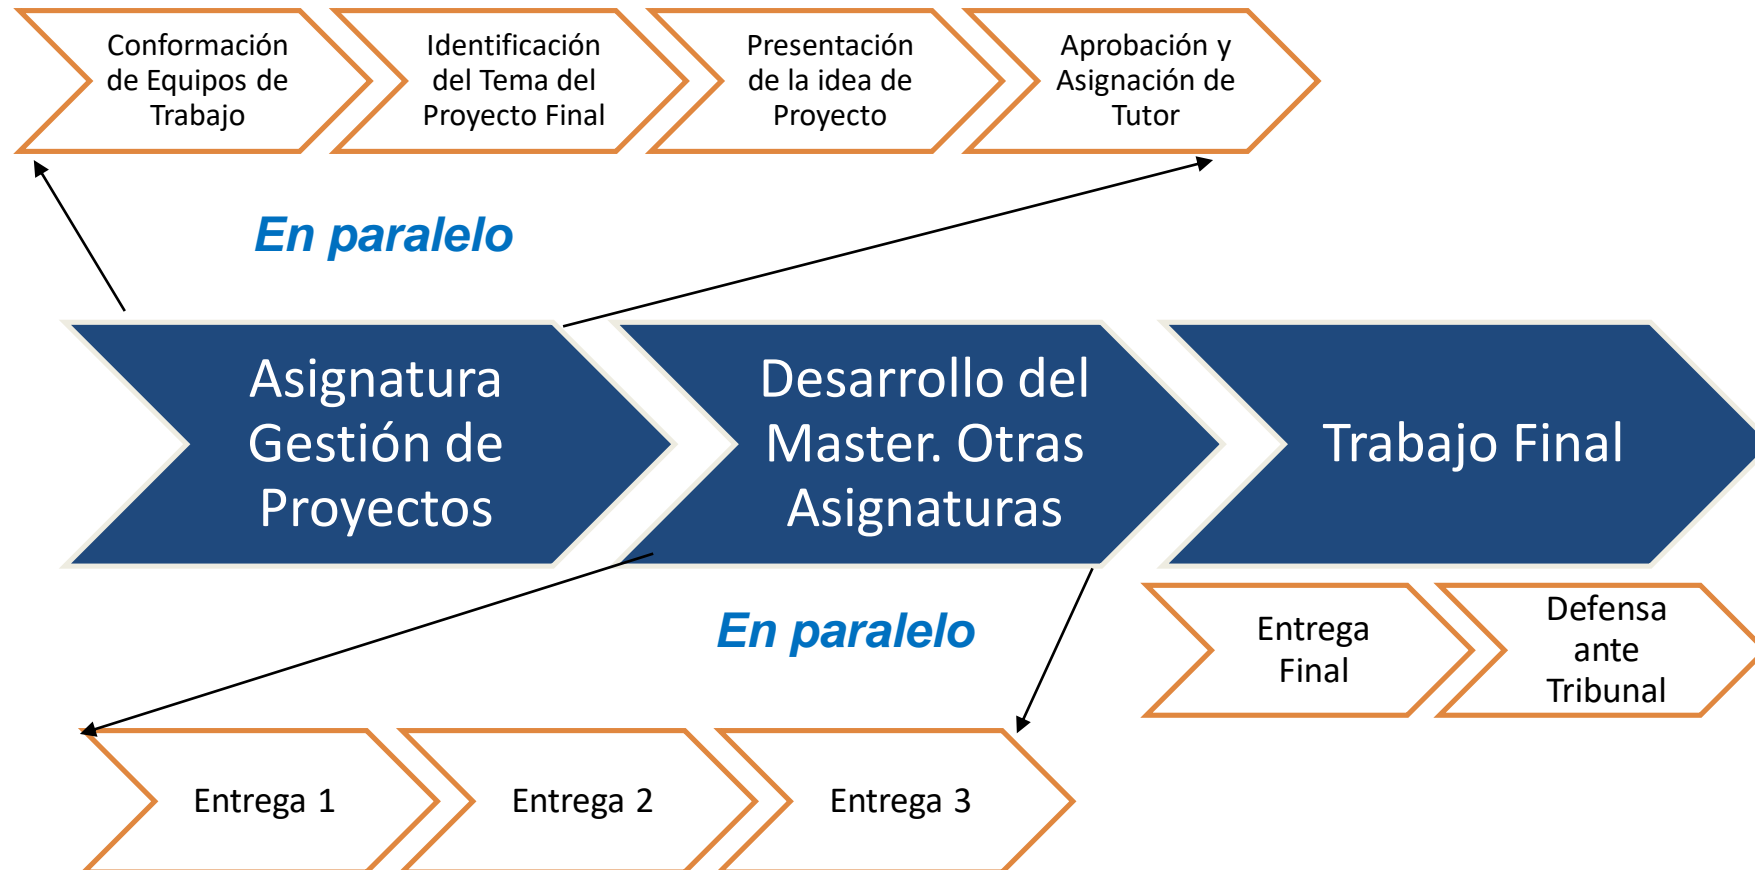 Conformación
de Equipos de
Trabajo
Identificación
del Tema del
Proyecto Final
Presentación
de la idea de
Proyecto
Aprobación y
Asignación de
Tutor
En paralelo
Asignatura
Gestión de
Proyectos
Desarrollo del
Master. Otras
Asignaturas
Trabajo Final
En paralelo
Entrega
Final
Defensa
ante
Tribunal
Entrega 1
Entrega 2
Entrega 3